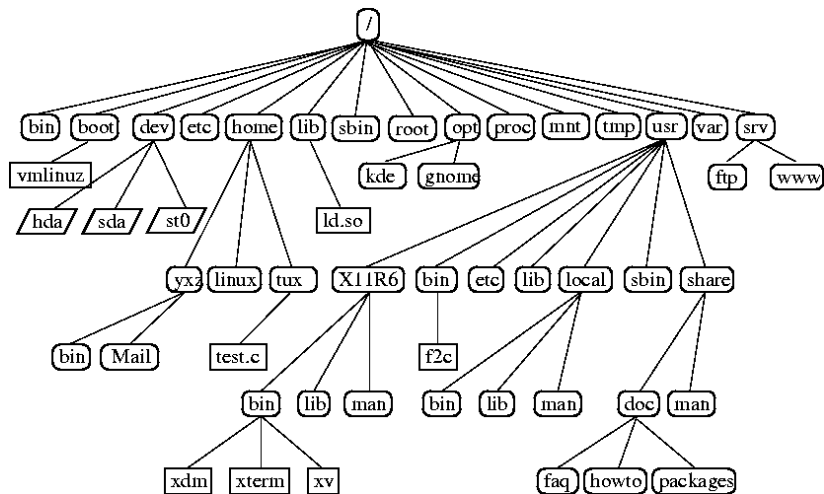 /
bin boot dev etc home lib sbin root opt proc mnt tmp usr var srv
vmlinuz kde gnome ftp www
hda sda st0 ld.so
yxz linux tux X11R6 bin etc lib local sbin share
bin Mail test.c f2c
bin lib man bin lib man doc man
xdm xterm xv faq howto packages